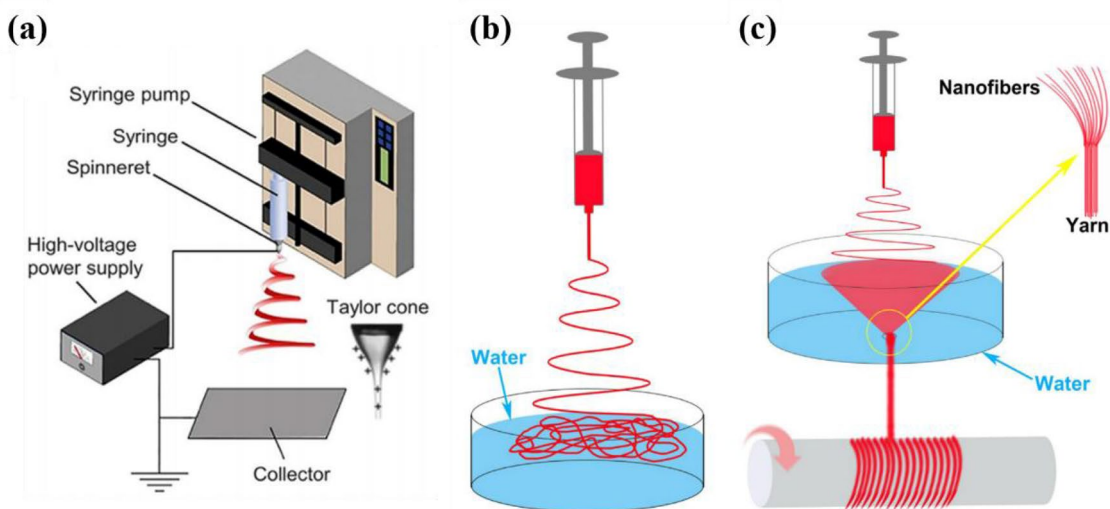 (a)
Syringe pump
Syringe
Spinneret
High-voltage
power supply
Taylor cone
Collector
(b)
Water
(c)
Nanofibers
Yarn
Water